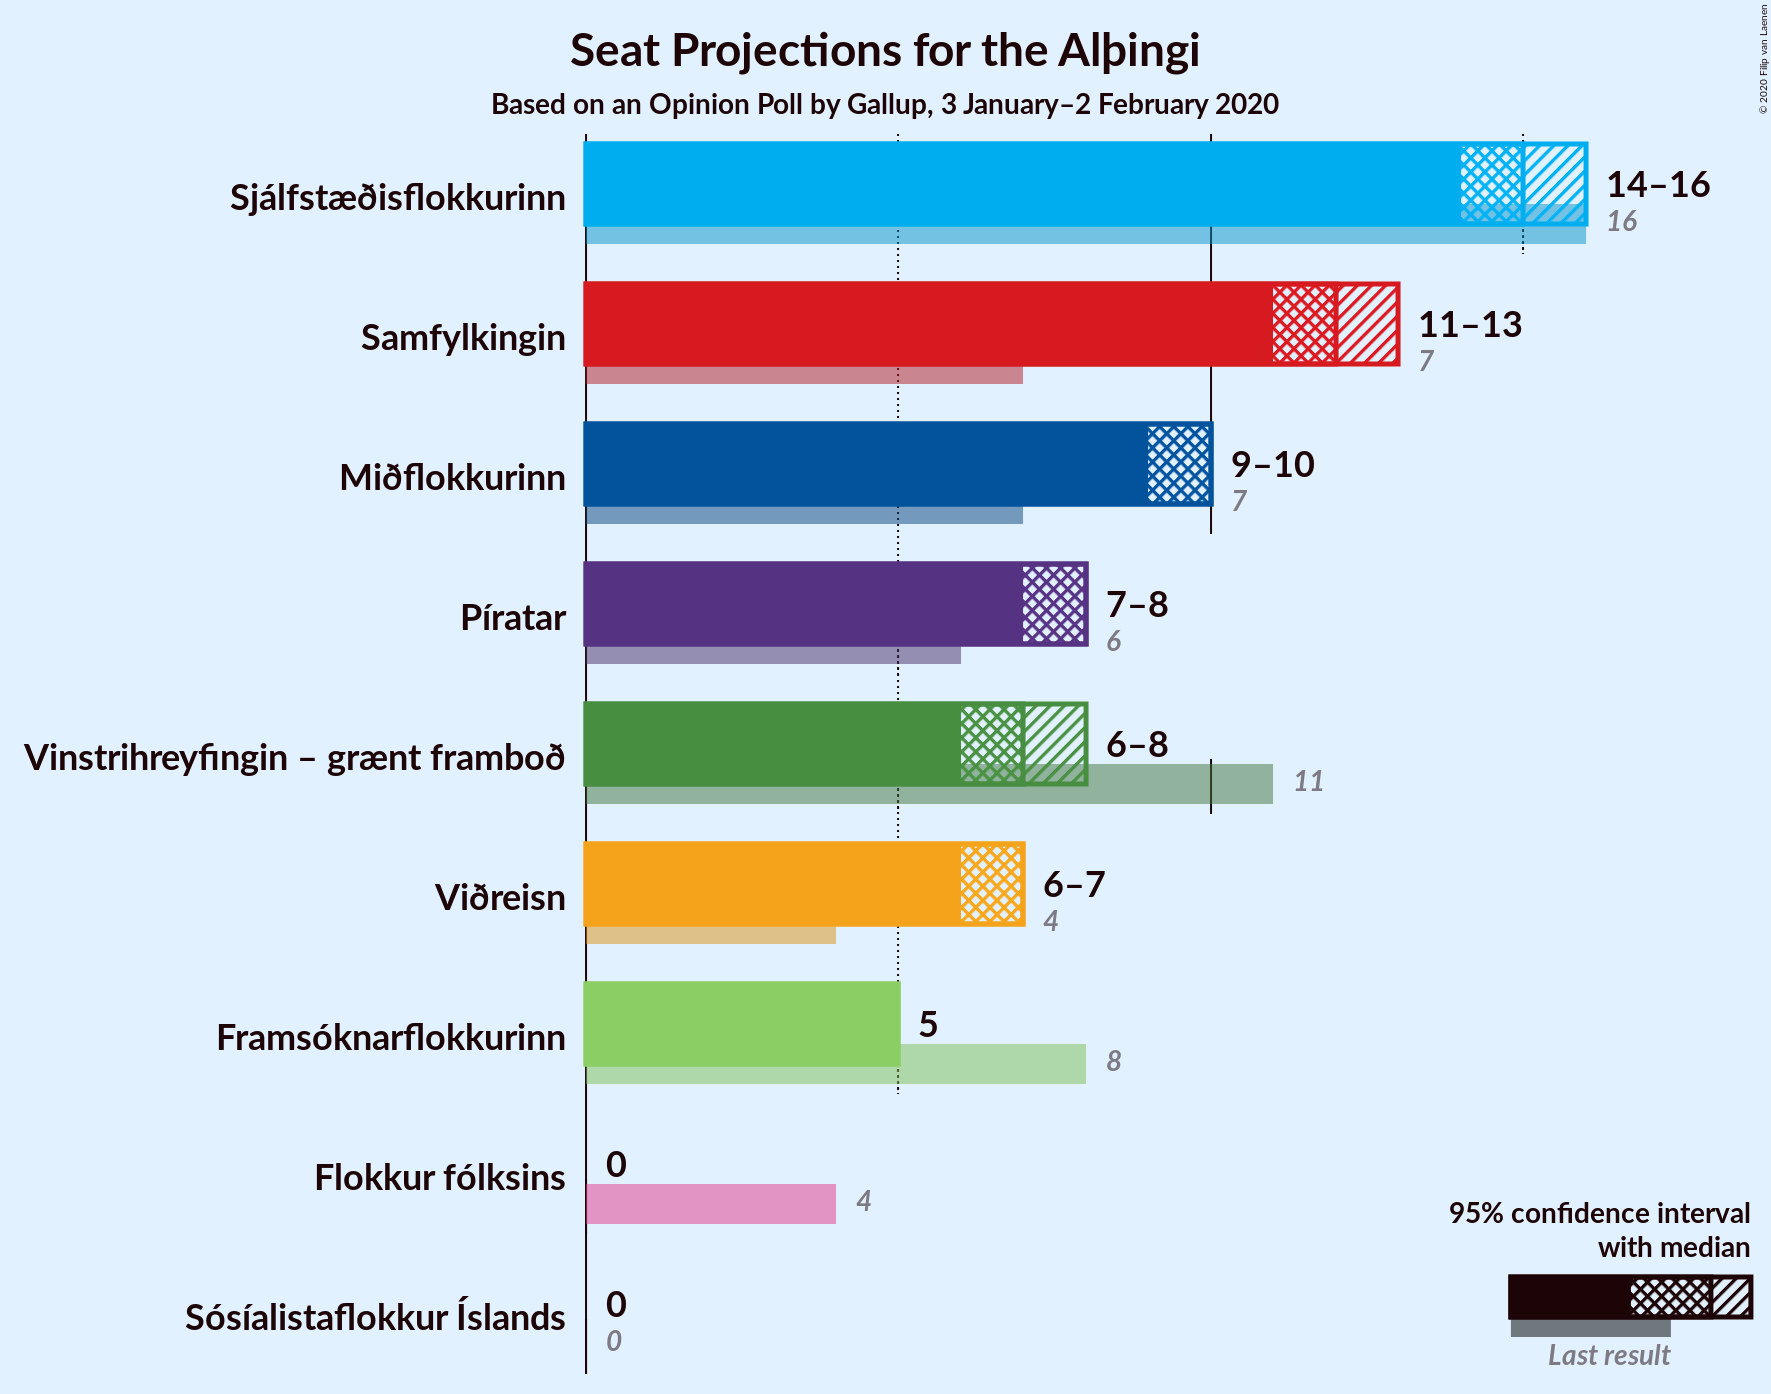 Seat Projections for the Alþingi
Based on an Opinion Poll by Gallup, 3 January–2 February 2020
© 2020 Filip van Laenen
Sjálfstæðisflokkurinn
14–16
16
Samfylkingin
11–13
7
Miðflokkurinn
9–10
7
Píratar
7–8
6
Vinstrihreyfingin – grænt framboð
6–8
11
Viðreisn
6–7
4
Framsóknarflokkurinn
5
8
Flokkur fólksins
0
4
Sósíalistaflokkur Íslands
0
0
95% confidence interval
with median
Last result